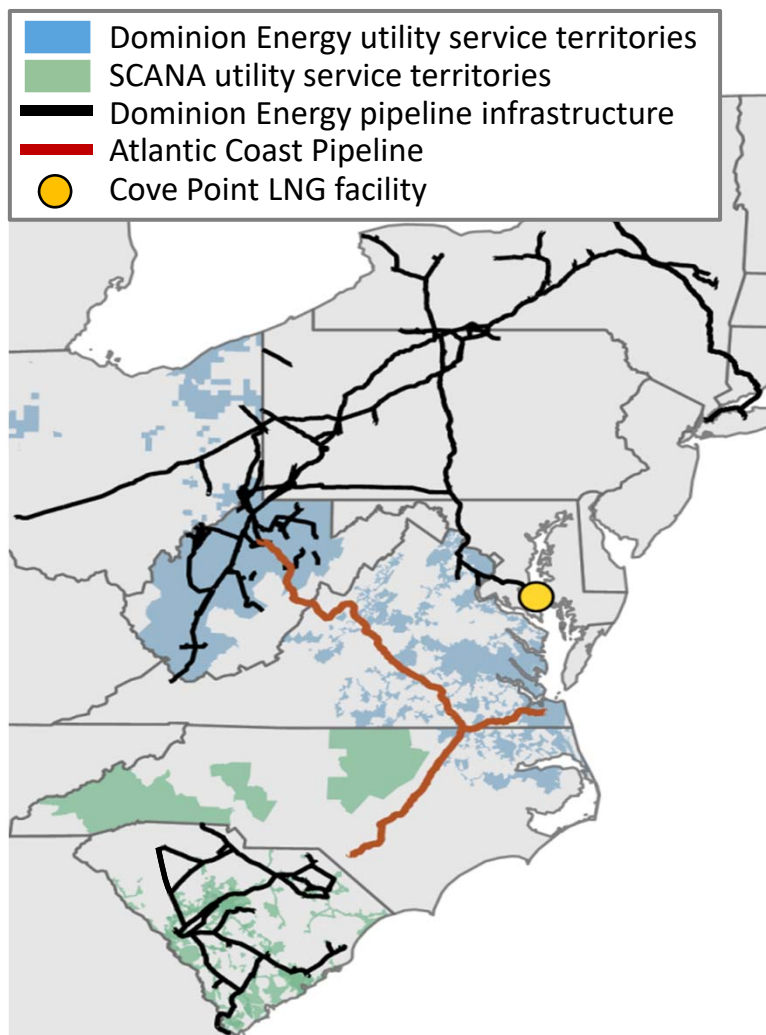 Dominion Energy utility service territories
SCANA utility service territories
Dominion Energy pipeline infrastructure
Atlantic Coast Pipeline
Cove Point LNG facility